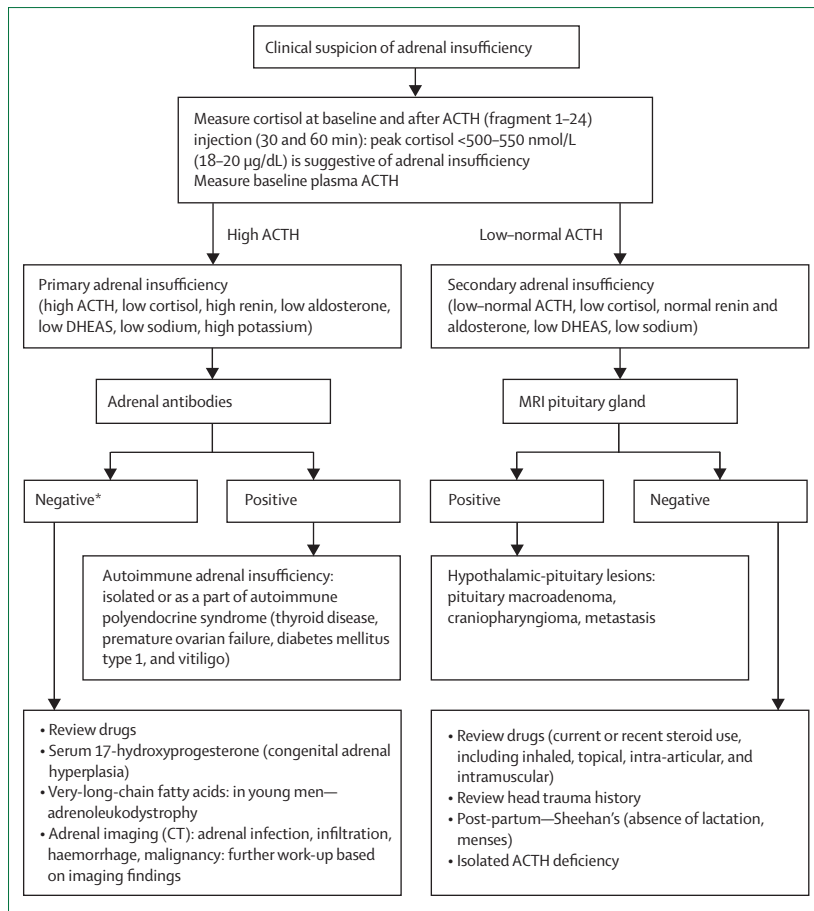 Clinical suspicion of adrenal insufficiency
Measure cortisol at baseline and after ACTH (fragment 1–24)
injection (30 and 60 min): peak cortisol <500–550 nmol/L
(18–20 µg/dL) is suggestive of adrenal insufficiency
Measure baseline plasma ACTH
High ACTH
Low–normal ACTH
Primary adrenal insufficiency
(high ACTH, low cortisol, high renin, low aldosterone,
low DHEAS, low sodium, high potassium)
Secondary adrenal insufficiency
(low–normal ACTH, low cortisol, normal renin and
aldosterone, low DHEAS, low sodium)
Adrenal antibodies
MRI pituitary gland
Negative*
Positive
Positive
Negative
Autoimmune adrenal insufficiency:
isolated or as a part of autoimmune
polyendocrine syndrome (thyroid disease,
premature ovarian failure, diabetes mellitus
type 1, and vitiligo)
Hypothalamic-pituitary lesions:
pituitary macroadenoma,
craniopharyngioma, metastasis
• Review drugs
• Serum 17-hydroxyprogesterone (congenital adrenal
hyperplasia)
• Very-long-chain fatty acids: in young men—
adrenoleukodystrophy
• Adrenal imaging (CT): adrenal infection, infiltration,
haemorrhage, malignancy: further work-up based
on imaging findings
• Review drugs (current or recent steroid use,
including inhaled, topical, intra-articular, and
intramuscular)
• Review head trauma history
• Post-partum—Sheehan's (absence of lactation,
menses)
• Isolated ACTH deficiency